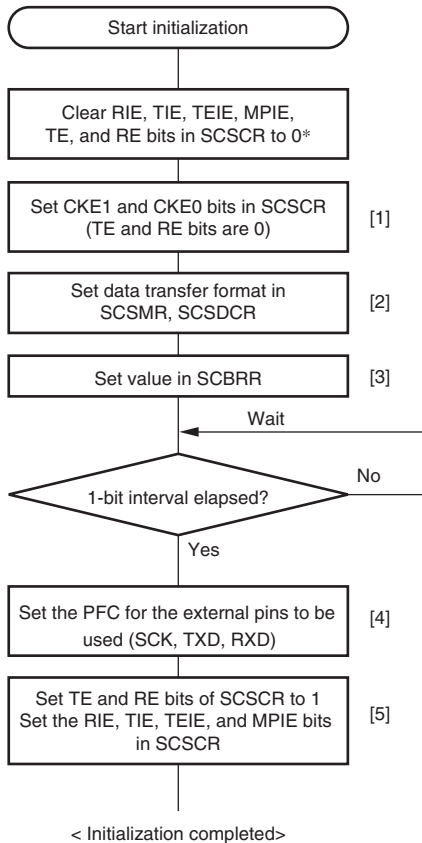 Start initialization
Clear RIE, TIE, TEIE, MPIE,
TE, and RE bits in SCSCR to 0*
Set CKE1 and CKE0 bits in SCSCR
(TE and RE bits are 0)
[1]
Set data transfer format in
SCSMR, SCSDCR
[2]
Set value in SCBRR
[3]
Wait
1-bit interval elapsed?
No
Yes
Set the PFC for the external pins to be
used (SCK, TXD, RXD)
[4]
Set TE and RE bits of SCSCR to 1
Set the RIE, TIE, TEIE, and MPIE bits
in SCSCR
[5]
< Initialization completed>